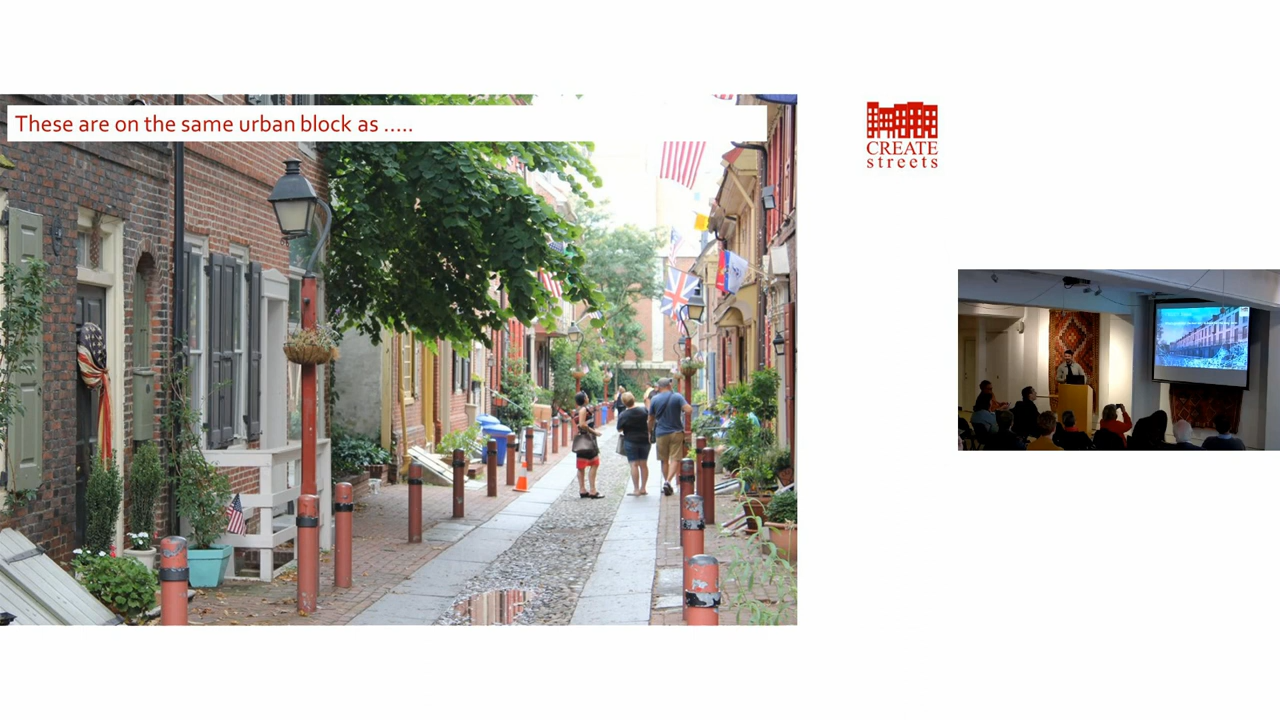 These are on the same urban block as .....
CREATE
streets